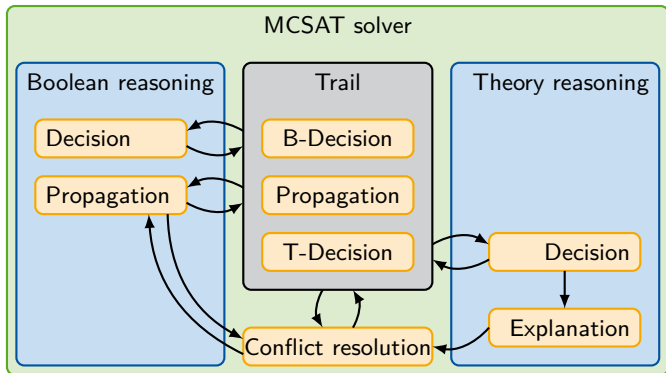 MCSAT solver
Boolean reasoning
Decision
Propagation
Trail
B-Decision
Propagation
T-Decision
Theory reasoning
Decision
Explanation
Conflict resolution